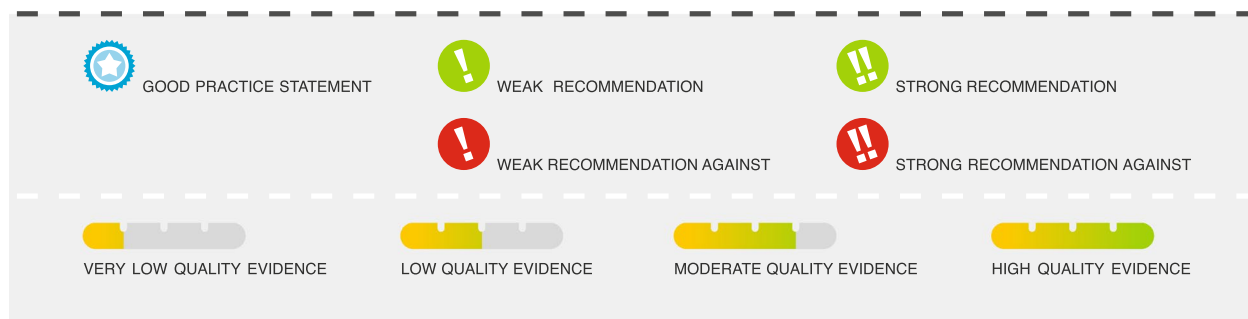 GOOD PRACTICE STATEMENT
WEAK RECOMMENDATION
STRONG RECOMMENDATION
WEAK RECOMMENDATION AGAINST
STRONG RECOMMENDATION AGAINST
VERY LOW QUALITY EVIDENCE
LOW QUALITY EVIDENCE
MODERATE QUALITY EVIDENCE
HIGH QUALITY EVIDENCE